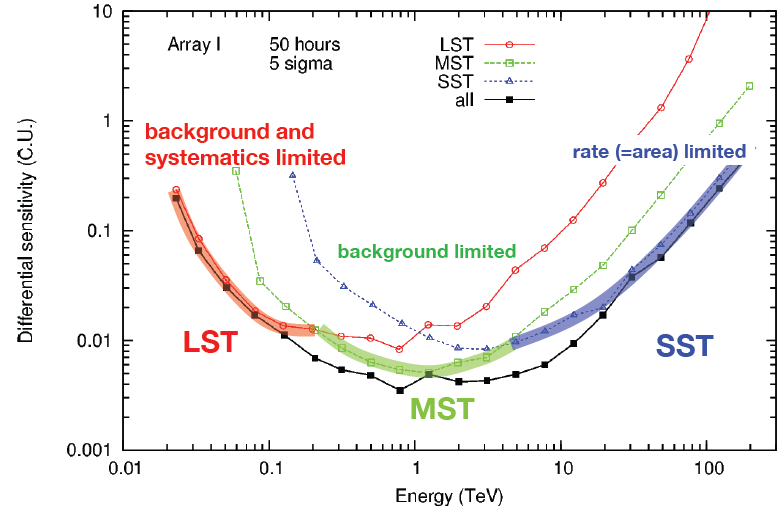 10
1
0.1
0.01
0.001
Differential sensitivity (C.U.)
Array I 50 hours
5 sigma
LST
MST
SST
all
background and
systematics limited
rate (=area) limited
background limited
LST
SST
MST
0.01 0.1 1 10 100
Energy (TeV)